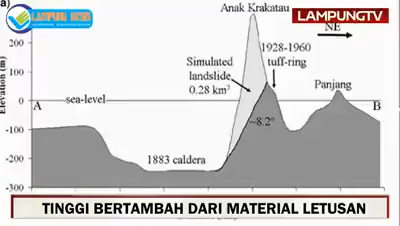 a)
LAMPUNG NEWS
LAMPUNGTV
Anak Krakatau
NE
200
1928-1960
tuff-ring
Simulated
landslide
0.28 km³
Panjang
100
Elevation (m)
A
sea-level
B
0
~8.2°
-100
1883 caldera
-200
-300
TINGGI BERTAMBAH DARI MATERIAL LETUSAN